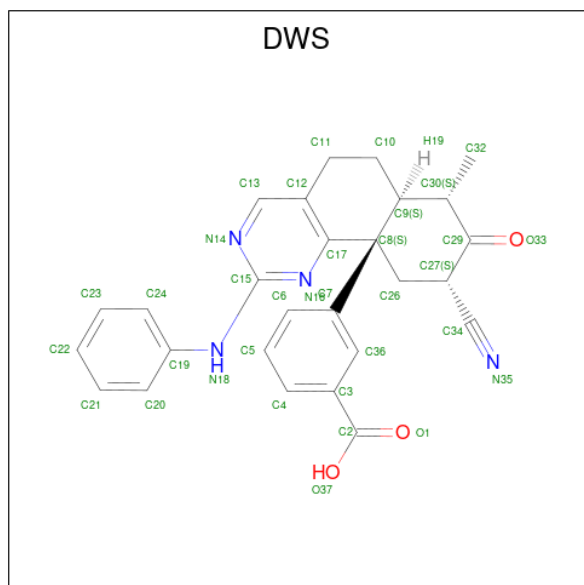 DWS
C11 C10 H19 C32
C13 C12 C30(S)
C9(S)
N14 N C8(S) C29 O O33
C17 C27(S)
C15 N
C24 C6 N16 C7 C26
C23
C34
C22 N C5 C36 N
C19 H N35
N18
C21 C20 C4 C3
C2 O O1
HO
O37